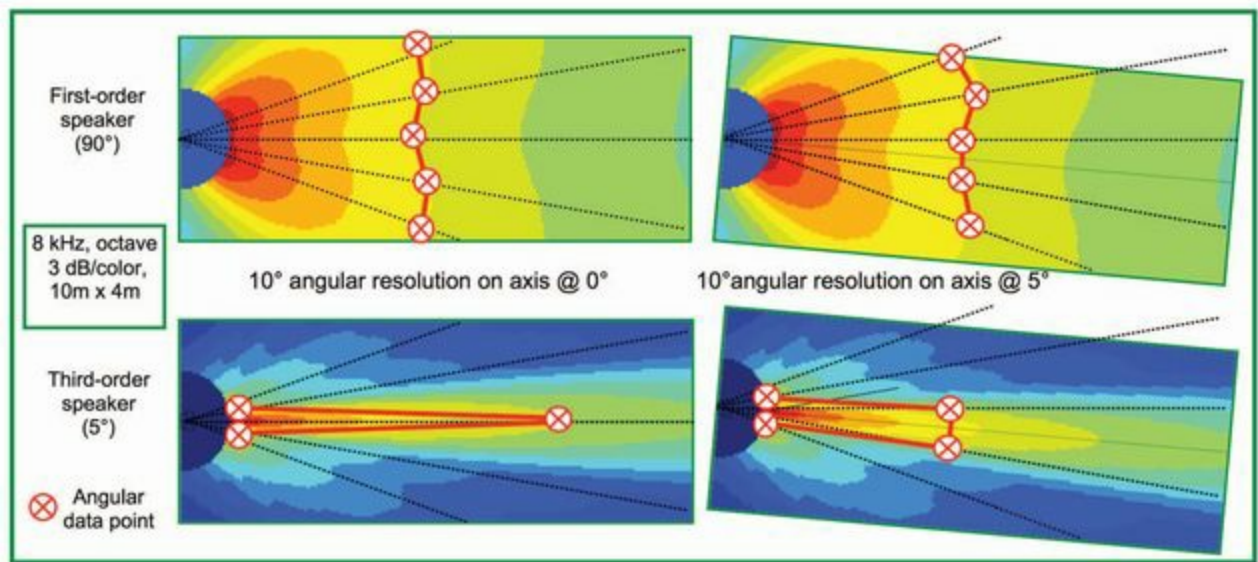 First-order
speaker
(90°)
8 kHz, octave
3 dB/color,
10m x 4m
10° angular resolution on axis @ 0°
10°angular resolution on axis @ 5°
Third-order
speaker
(5°)
Angular
data point